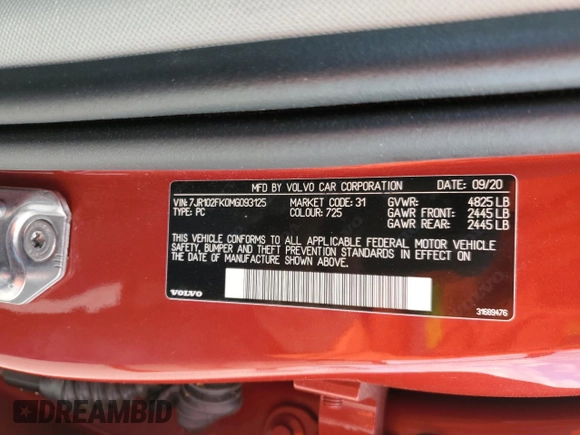 MFD BY VOLVO CAR CORPORATION DATE: 09/20
VIN: 7JR102FK0MG093125 MARKET CODE: 31 GVWR: 4825 LB
TYPE: PC COLOUR: 725 GAWR FRONT: 2445 LB
GAWR REAR: 2445 LB
THIS VEHICLE CONFORMS TO ALL APPLICABLE FEDERAL MOTOR VEHICLE
SAFETY, BUMPER AND THEFT PREVENTION STANDARDS IN EFFECT ON
THE DATE OF MANUFACTURE SHOWN ABOVE.
VOLVO 31689476
DREAMBID